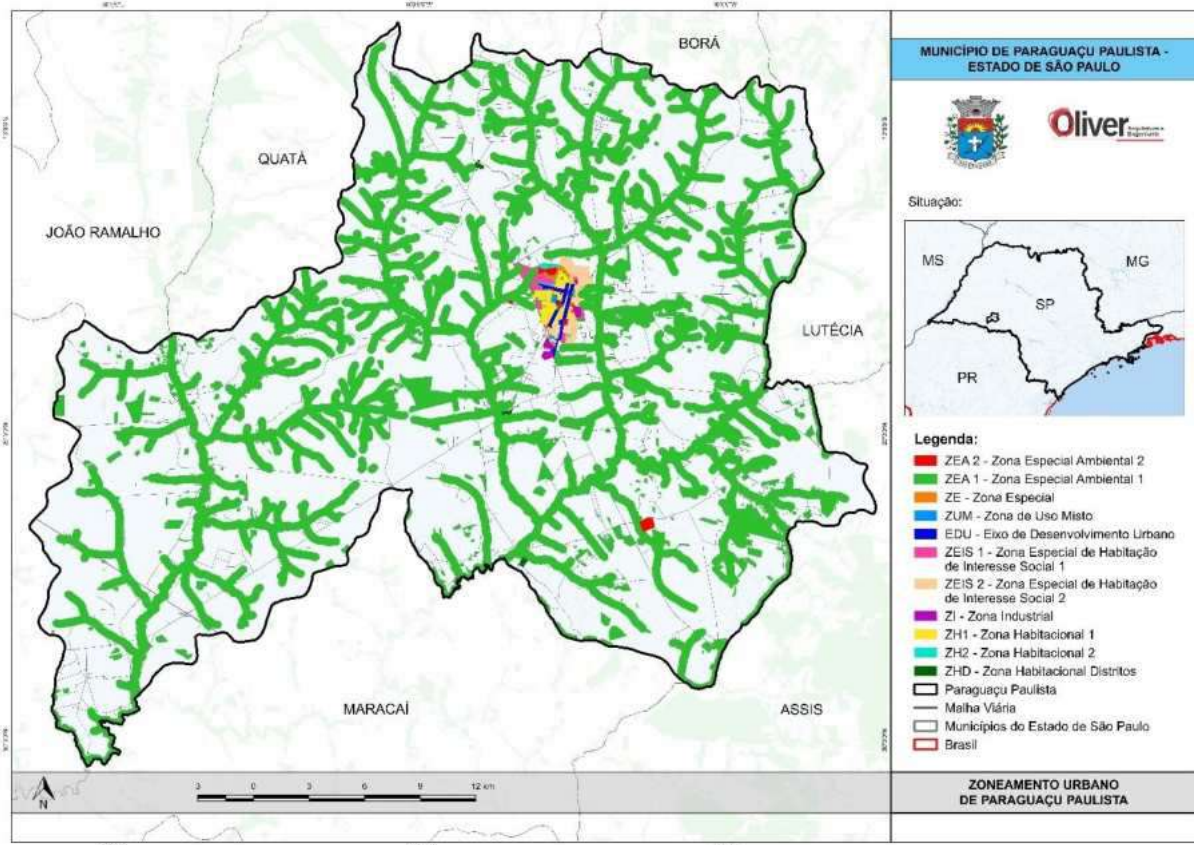 BORÁ
QUATÁ
JOÃO RAMALHO
LUTÉCIA
MARACAÍ
ASSIS
N
3 0 3 6 9 12 km
MUNICÍPIO DE PARAGUAÇU PAULISTA -
ESTADO DE SÃO PAULO
Oliver
Situação:
MS
MG
SP
PR
Legenda:
ZEA 2 - Zona Especial Ambiental 2
ZEA 1 - Zona Especial Ambiental 1
ZE - Zona Especial
ZUM - Zona de Uso Misto
EDU - Eixo de Desenvolvimento Urbano
ZEIS 1 - Zona Especial de Habitação
de Interesse Social 1
ZEIS 2 - Zona Especial de Habitação
de Interesse Social 2
ZI - Zona Industrial
ZH1 - Zona Habitacional 1
ZH2 - Zona Habitacional 2
ZHD - Zona Habitacional Distritos
Paraguaçu Paulista
Malha Viária
Municípios do Estado de São Paulo
Brasil
ZONEAMENTO URBANO
DE PARAGUAÇU PAULISTA